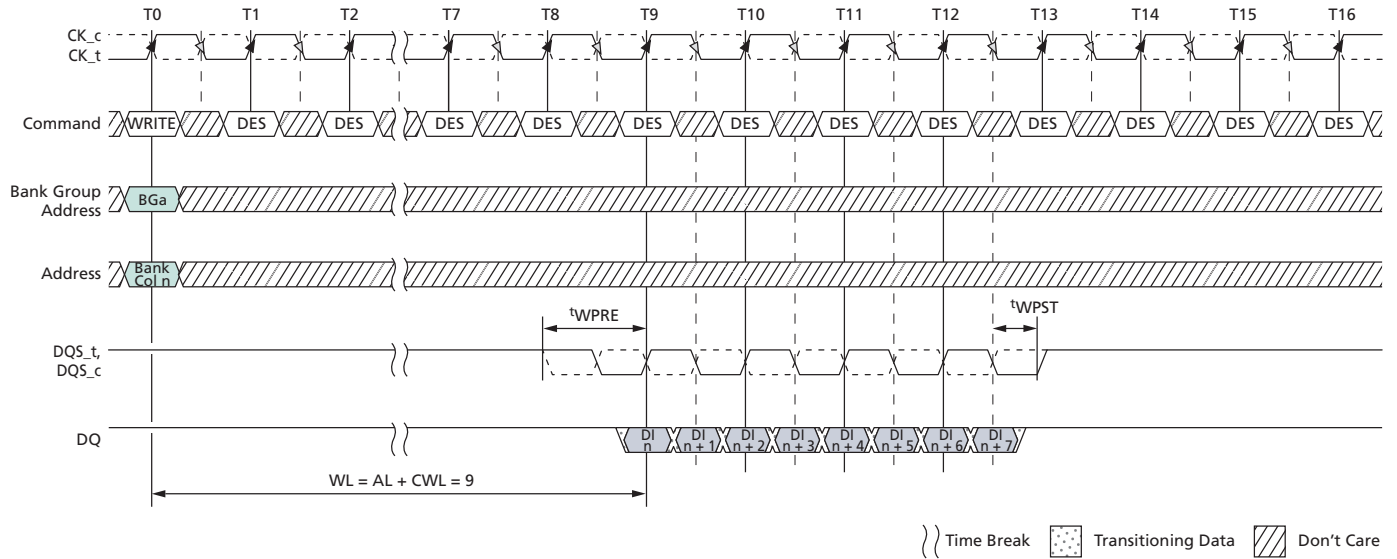 T0 T1 T2 T7 T8 T9 T10 T11 T12 T13 T14 T15 T16
CK_c
CK_t
Command WRITE DES DES DES DES DES DES DES DES DES DES DES DES
Bank Group
Address
BGa
Address
Bank
Col n
tWPRE
tWPST
DQS_t,
DQS_c
DQ
DI
n
DI
n + 1
DI
n + 2
DI
n + 3
DI
n + 4
DI
n + 5
DI
n + 6
DI
n + 7
WL = AL + CWL = 9
Time Break Transitioning Data Don't Care